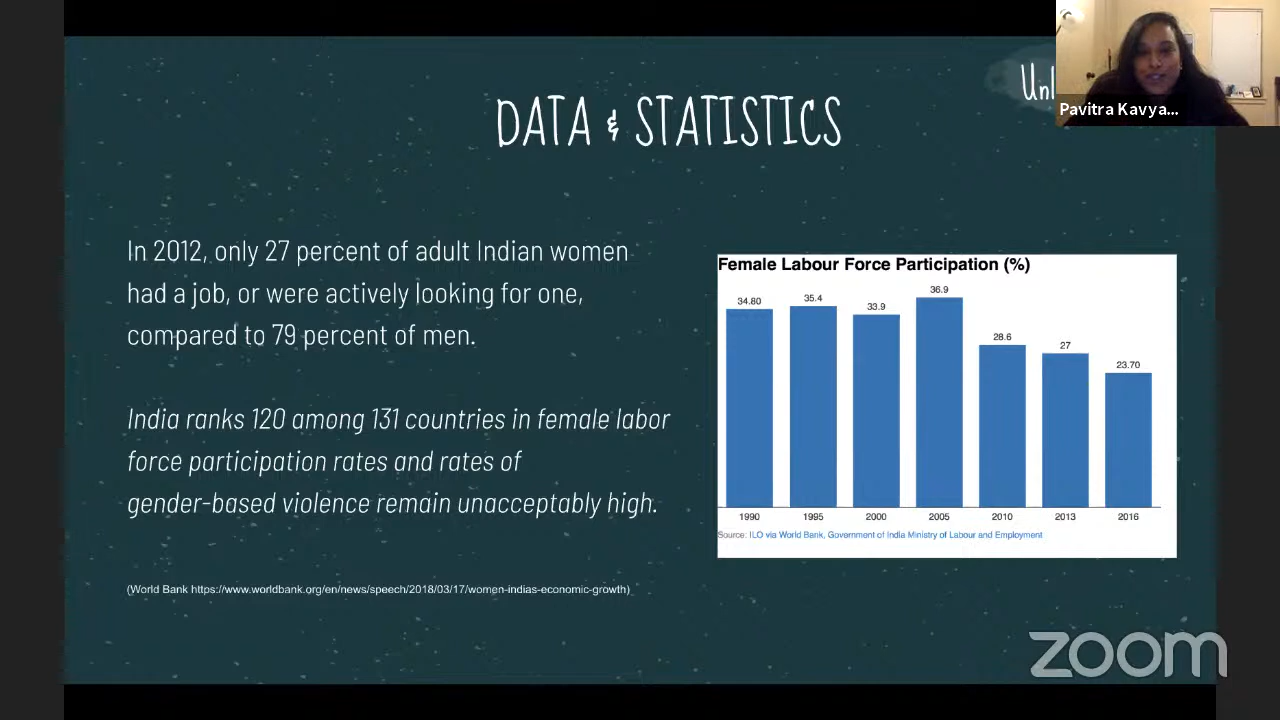 Unl
Pavitra Kavya...
DATA & STATISTICS
In 2012, only 27 percent of adult Indian women
had a job, or were actively looking for one,
compared to 79 percent of men.
India ranks 120 among 131 countries in female labor
force participation rates and rates of
gender-based violence remain unacceptably high.
(World Bank https://www.worldbank.org/en/news/speech/2018/03/17/women-indias-economic-growth)
Female Labour Force Participation (%)
34.80 35.4 33.9 36.9 28.6 27 23.70
1990 1995 2000 2005 2010 2013 2016
Source: ILO via World Bank, Government of India Ministry of Labour and Employment
zoom